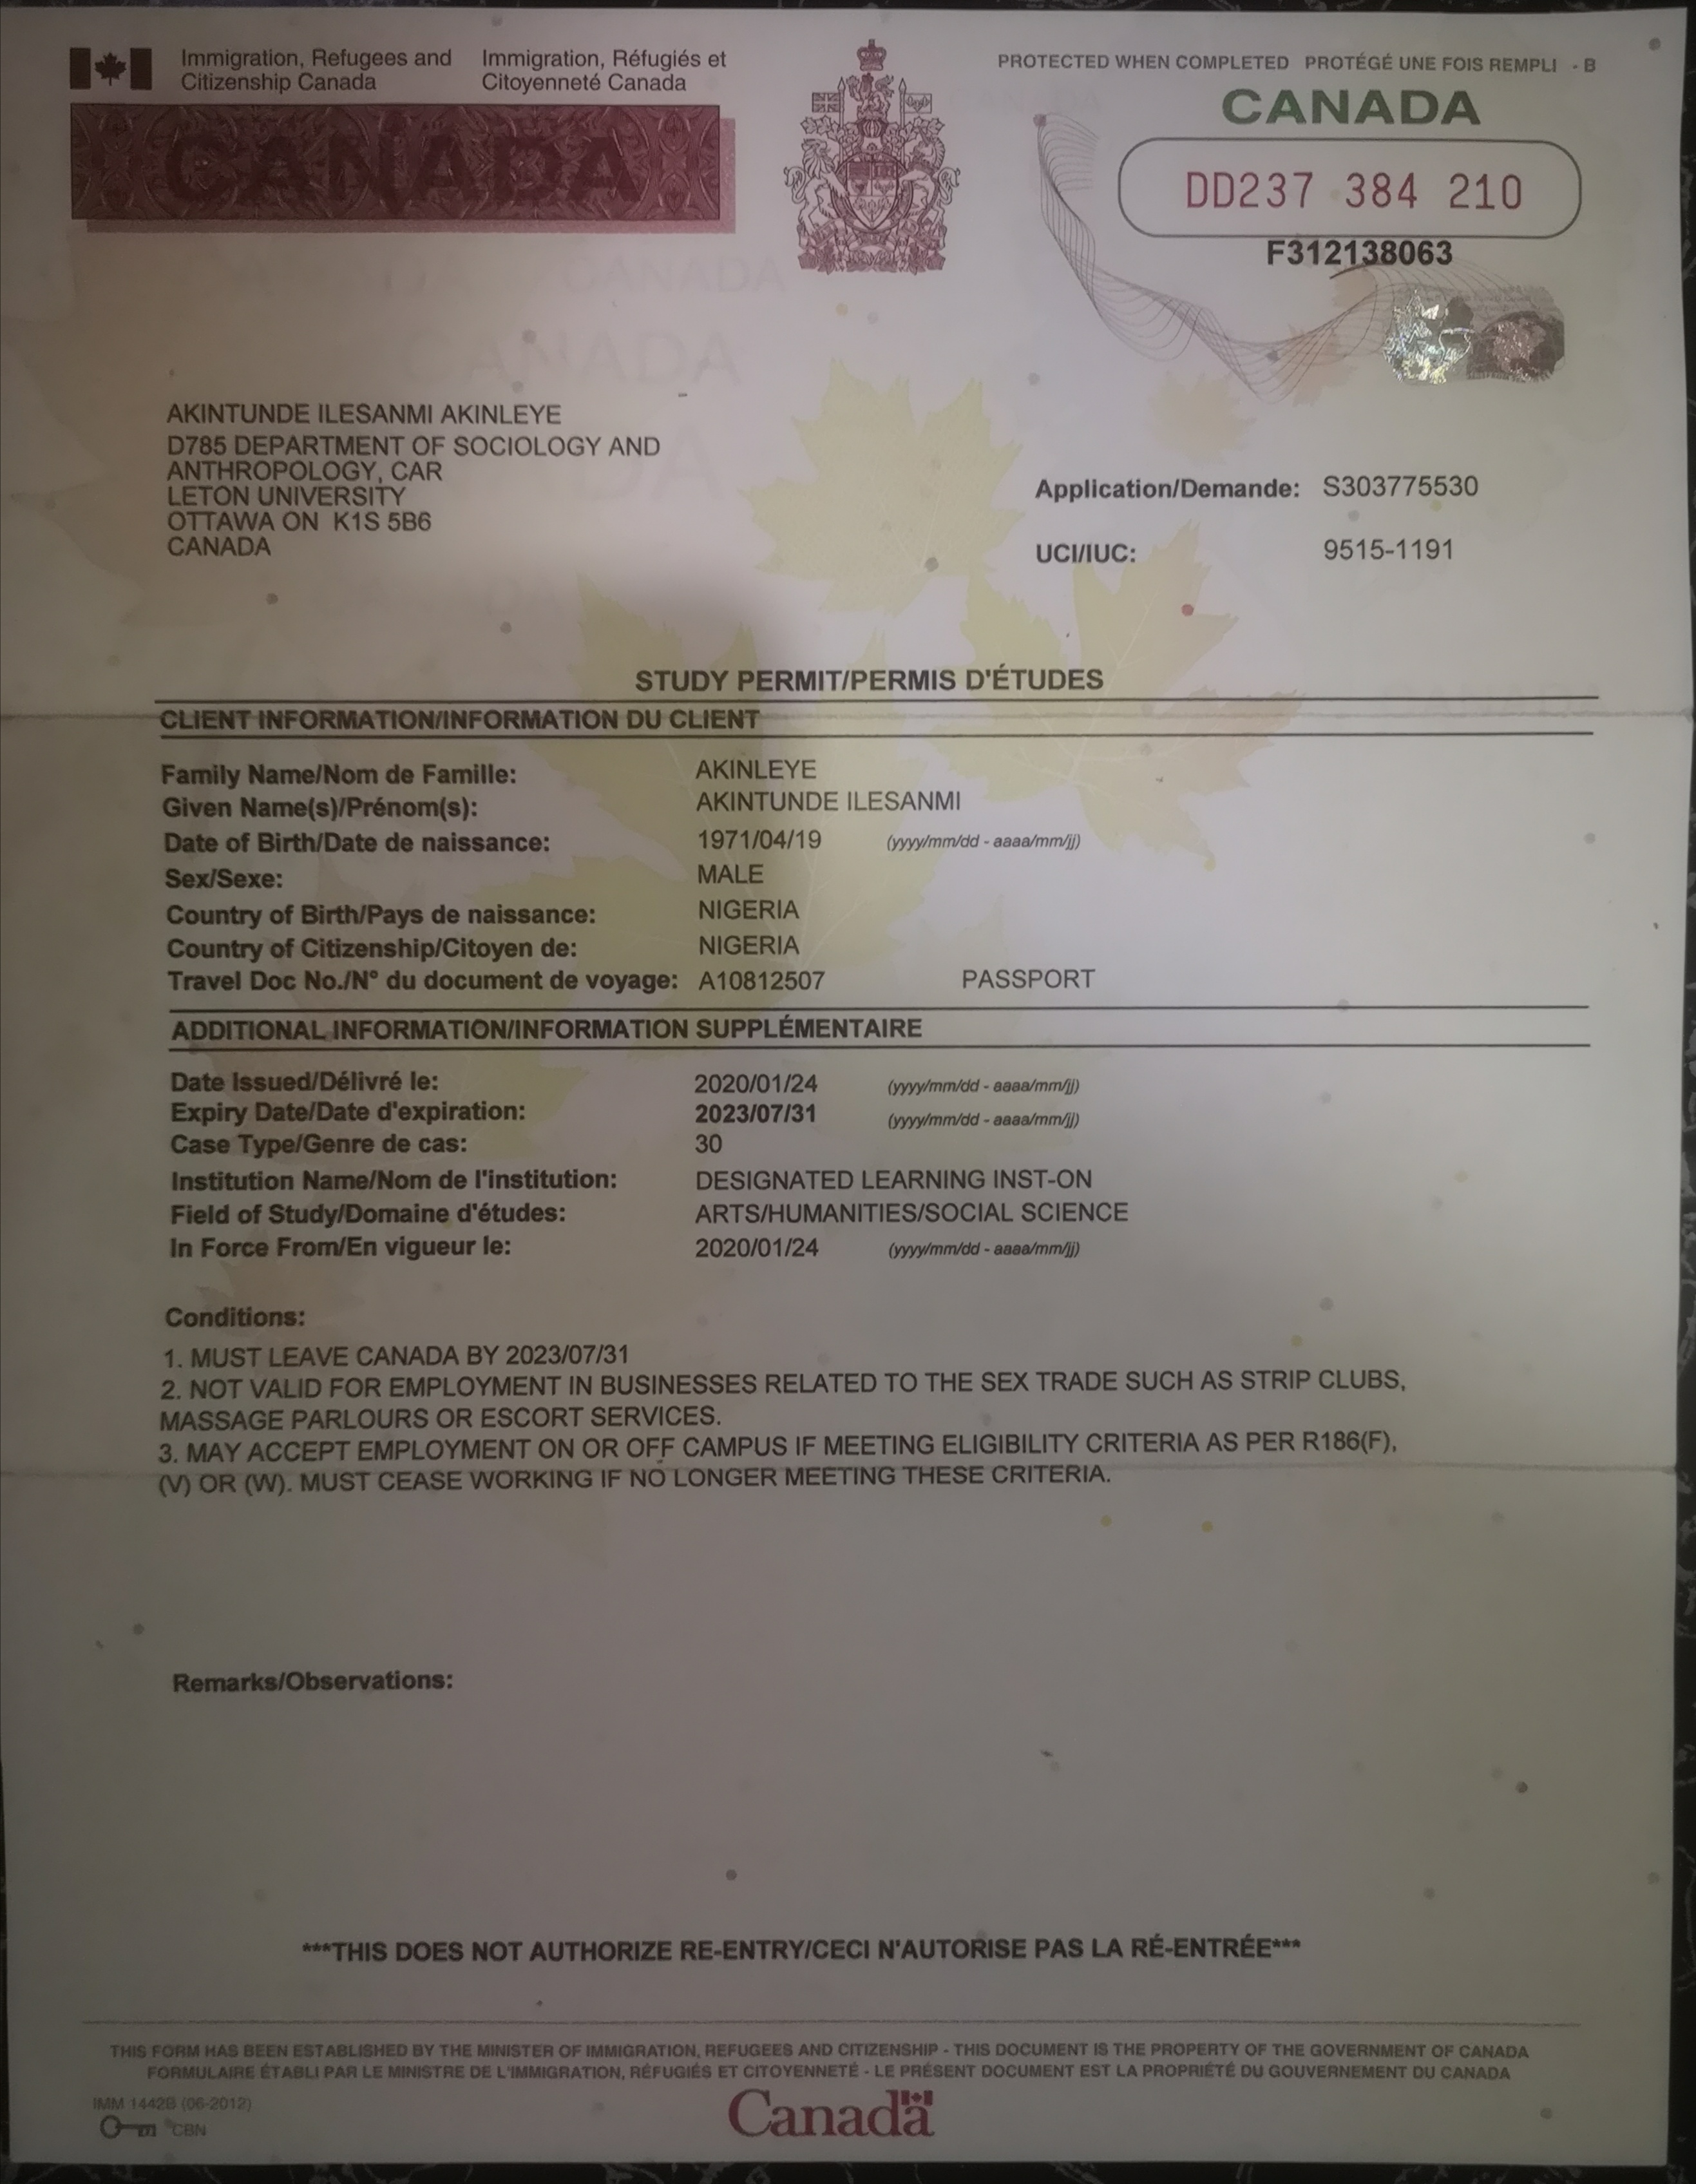 Immigration, Refugees and Citizenship Canada
Immigration, Réfugiés et Citoyenneté Canada
PROTECTED WHEN COMPLETED PROTÉGÉ UNE FOIS REMPLI - B
CANADA
CANADA
DD237 384 210
F312138063
AKINTUNDE ILESANMI AKINLEYE
D785 DEPARTMENT OF SOCIOLOGY AND
ANTHROPOLOGY, CAR
LETON UNIVERSITY
OTTAWA ON K1S 5B6
CANADA
Application/Demande: S303775530
UCI/IUC: 9515-1191
STUDY PERMIT/PERMIS D'ÉTUDES
CLIENT INFORMATION/INFORMATION DU CLIENT
Family Name/Nom de Famille: AKINLEYE
Given Name(s)/Prénom(s): AKINTUNDE ILESANMI
Date of Birth/Date de naissance: 1971/04/19 (yyyy/mm/dd - aaaa/mm/jj)
Sex/Sexe: MALE
Country of Birth/Pays de naissance: NIGERIA
Country of Citizenship/Citoyen de: NIGERIA
Travel Doc No./N° du document de voyage: A10812507 PASSPORT
ADDITIONAL INFORMATION/INFORMATION SUPPLÉMENTAIRE
Date Issued/Délivré le: 2020/01/24 (yyyy/mm/dd - aaaa/mm/jj)
Expiry Date/Date d'expiration: 2023/07/31 (yyyy/mm/dd - aaaa/mm/jj)
Case Type/Genre de cas: 30
Institution Name/Nom de l'institution: DESIGNATED LEARNING INST-ON
Field of Study/Domaine d'études: ARTS/HUMANITIES/SOCIAL SCIENCE
In Force From/En vigueur le: 2020/01/24 (yyyy/mm/dd - aaaa/mm/jj)
Conditions:
1. MUST LEAVE CANADA BY 2023/07/31
2. NOT VALID FOR EMPLOYMENT IN BUSINESSES RELATED TO THE SEX TRADE SUCH AS STRIP CLUBS,
MASSAGE PARLOURS OR ESCORT SERVICES.
3. MAY ACCEPT EMPLOYMENT ON OR OFF CAMPUS IF MEETING ELIGIBILITY CRITERIA AS PER R186(F),
(V) OR (W). MUST CEASE WORKING IF NO LONGER MEETING THESE CRITERIA.
Remarks/Observations:
***THIS DOES NOT AUTHORIZE RE-ENTRY/CECI N'AUTORISE PAS LA RÉ-ENTRÉE***
THIS FORM HAS BEEN ESTABLISHED BY THE MINISTER OF IMMIGRATION, REFUGEES AND CITIZENSHIP - THIS DOCUMENT IS THE PROPERTY OF THE GOVERNMENT OF CANADA
FORMULAIRE ÉTABLI PAR LE MINISTRE DE L'IMMIGRATION, RÉFUGIÉS ET CITOYENNETÉ - LE PRÉSENT DOCUMENT EST LA PROPRIÉTÉ DU GOUVERNEMENT DU CANADA
IMM 1442B (06-2012)
°CBN
Canada